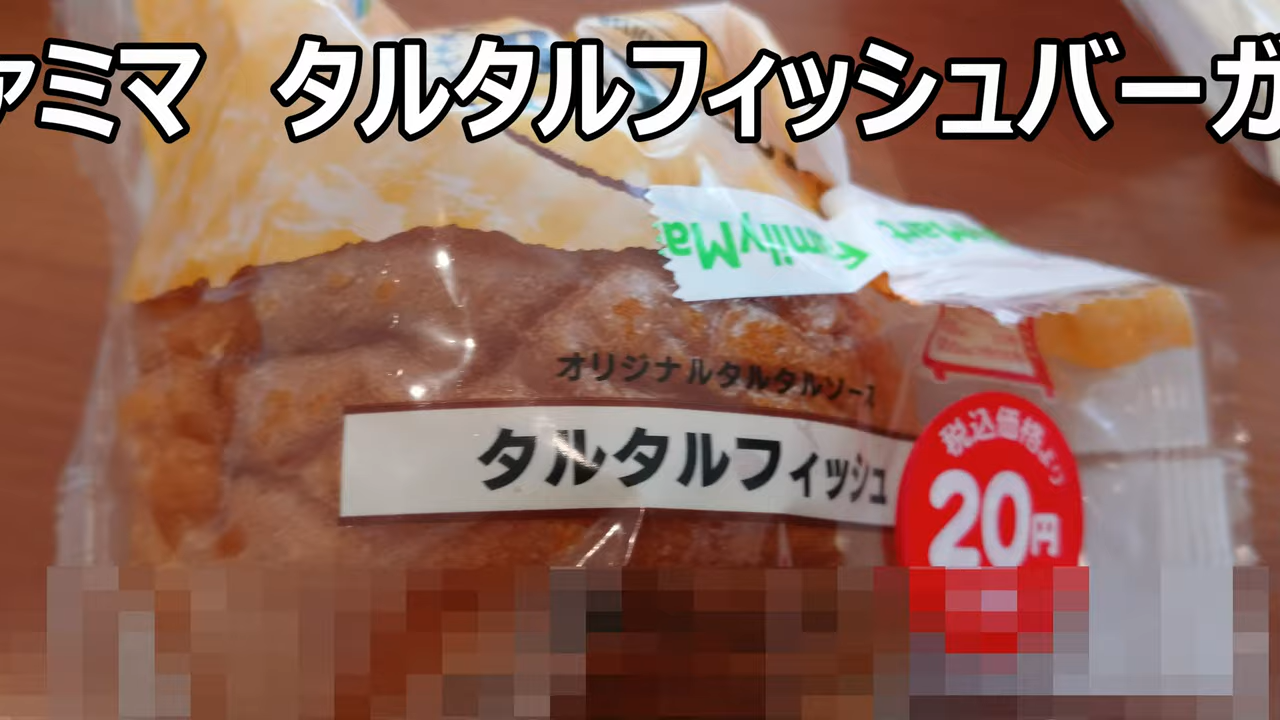 ァミマ　タルタルフィッシュバーガ
FamilyMa
mart
オリジナルタルタルソース
タルタルフィッシュ
税込価格より
20円